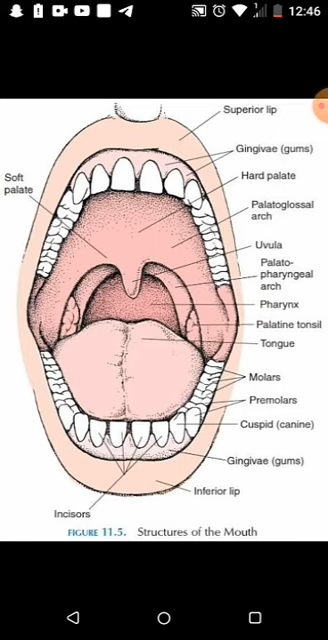 12:46
Superior lip
Gingivae (gums)
Soft
palate
Hard palate
Palatoglossal
arch
Uvula
Palato-
pharyngeal
arch
Pharynx
Palatine tonsil
Tongue
Molars
Premolars
Cuspid (canine)
Gingivae (gums)
Inferior lip
Incisors
FIGURE 11.5. Structures of the Mouth